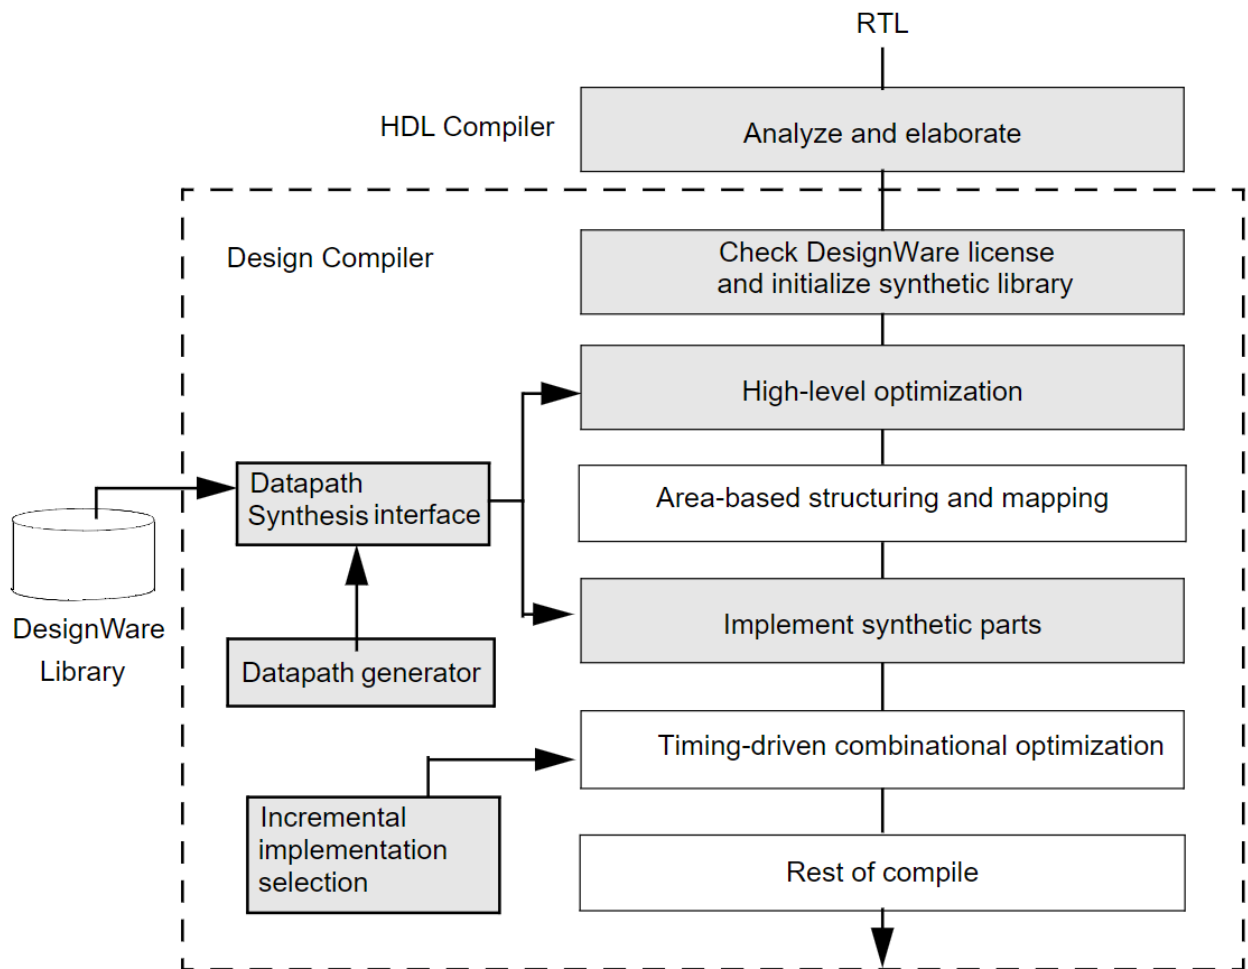 RTL
HDL Compiler
Analyze and elaborate
Design Compiler
Check DesignWare license
and initialize synthetic library
High-level optimization
Datapath
Synthesis interface
Area-based structuring and mapping
DesignWare
Library
Implement synthetic parts
Datapath generator
Timing-driven combinational optimization
Incremental
implementation
selection
Rest of compile